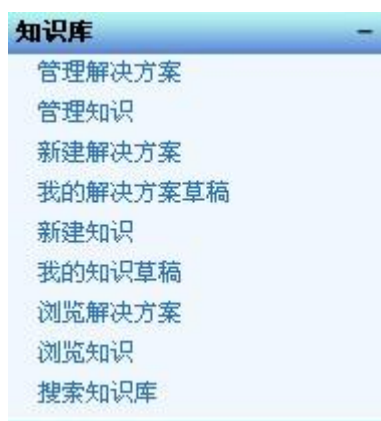 知识库
管理解决方案
管理知识
新建解决方案
我的解决方案草稿
新建知识
我的知识草稿
浏览解决方案
浏览知识
搜索知识库